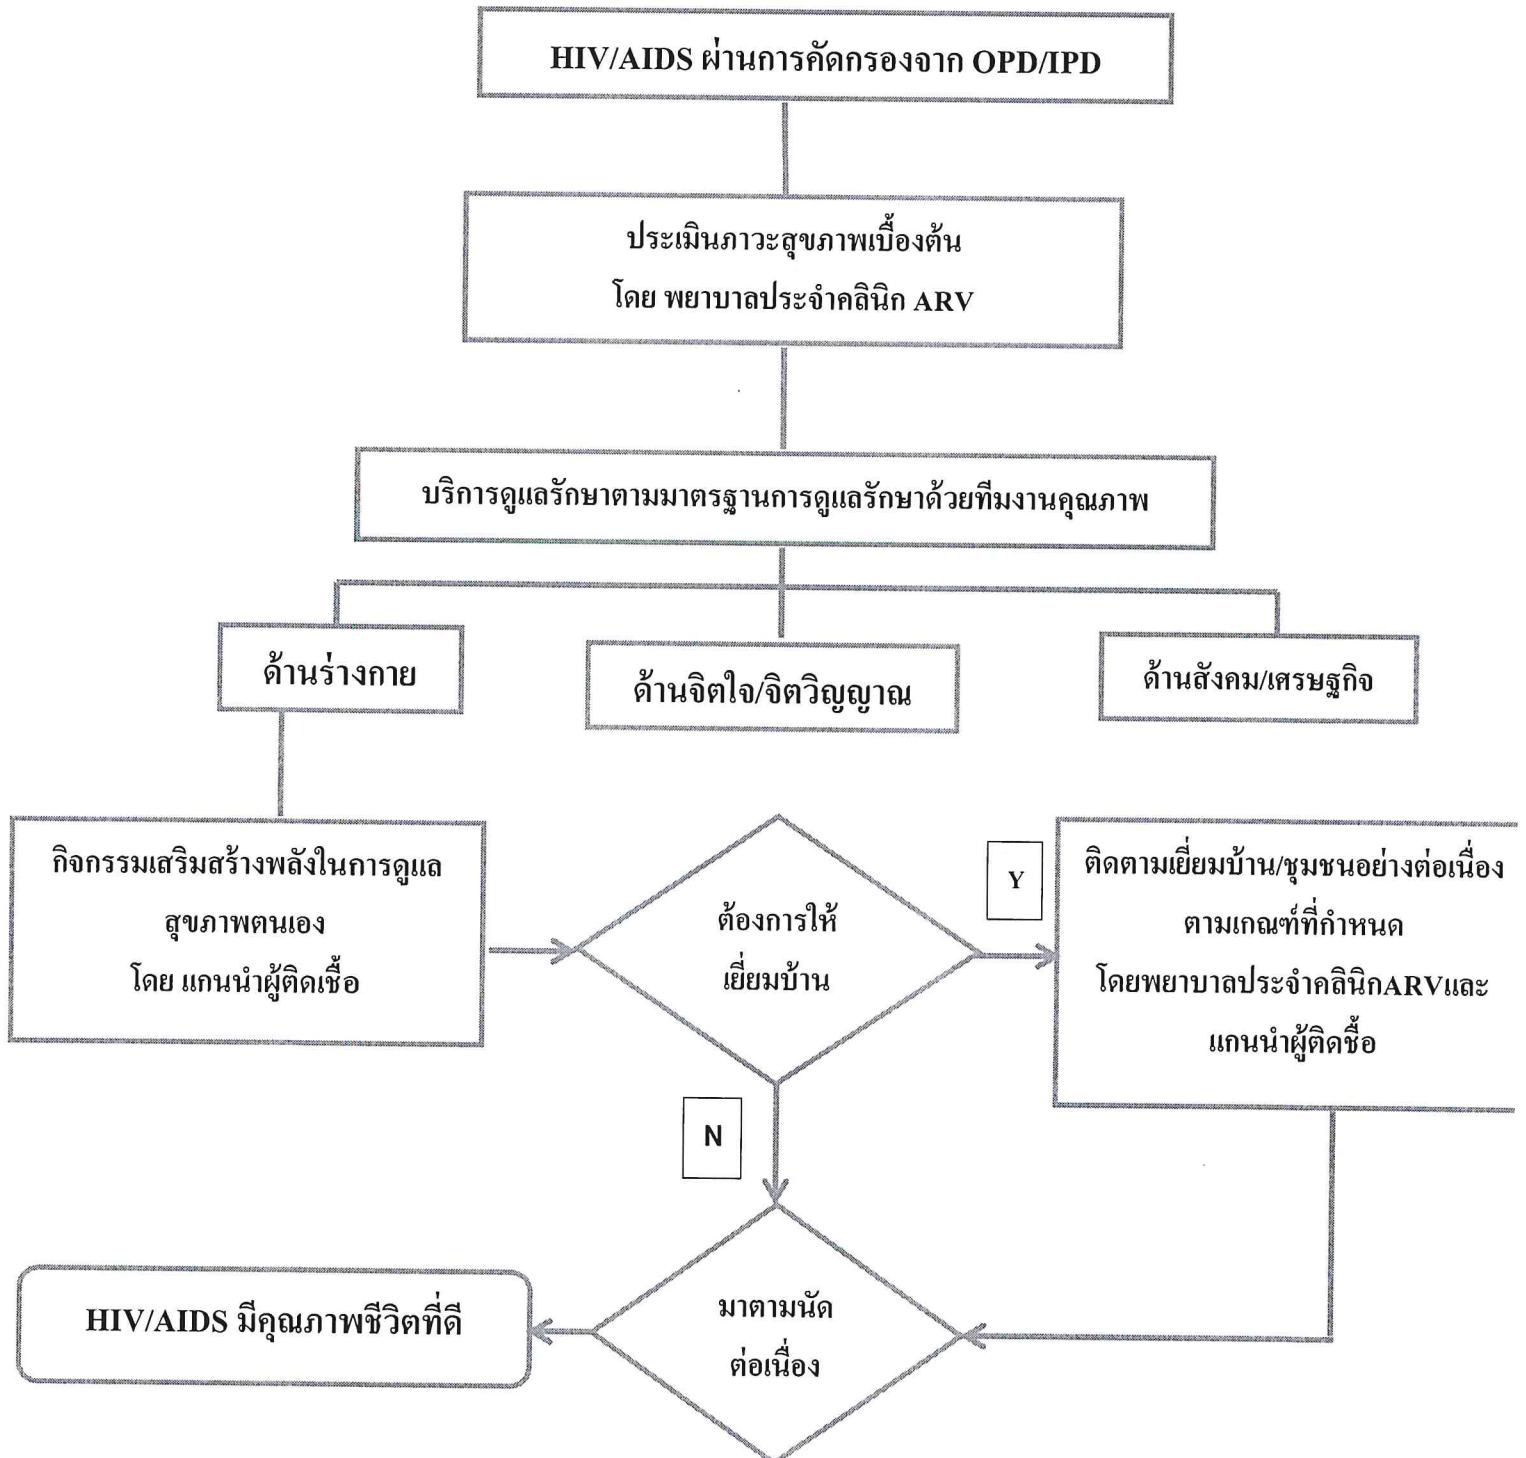 HIV/AIDS ผ่านการคัดกรองจาก OPD/IPD
ประเมินภาวะสุขภาพเบื้องต้น
โดย พยาบาลประจำคลินิก ARV
บริการดูแลรักษาตามมาตรฐานการดูแลรักษาด้วยทีมงานคุณภาพ
ด้านร่างกาย
ด้านจิตใจ/จิตวิญญาณ
ด้านสังคม/เศรษฐกิจ
กิจกรรมเสริมสร้างพลังในการดูแล
สุขภาพตนเอง
โดย แกนนำผู้ติดเชื้อ
ต้องการให้
เยี่ยมบ้าน
Y
ติดตามเยี่ยมบ้าน/ชุมชนอย่างต่อเนื่อง
ตามเกณฑ์ที่กำหนด
โดยพยาบาลประจำคลินิกARVและ
แกนนำผู้ติดชื้อ
N
มาตามนัด
ต่อเนื่อง
HIV/AIDS มีคุณภาพชีวิตที่ดี